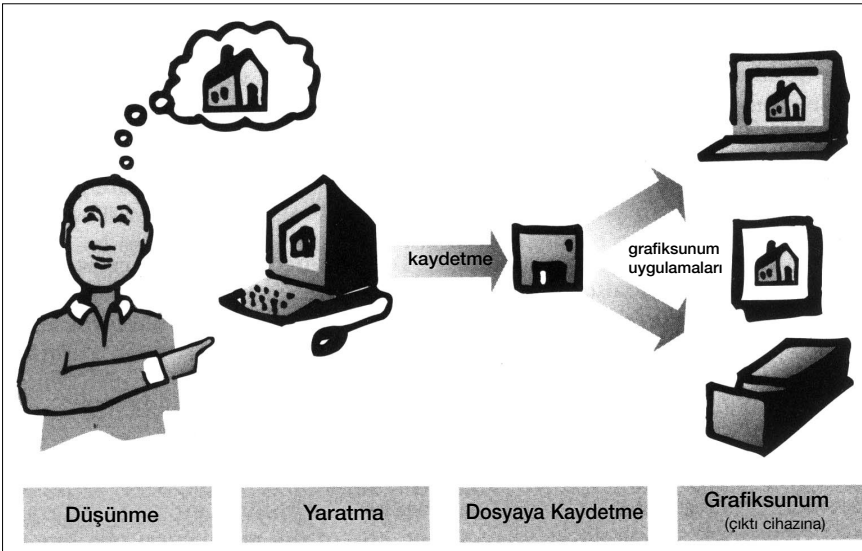 kaydetme
grafiksunum
uygulamaları
Düşünme
Yaratma
Dosyaya Kaydetme
Grafiksunum
(çıktı cihazına)